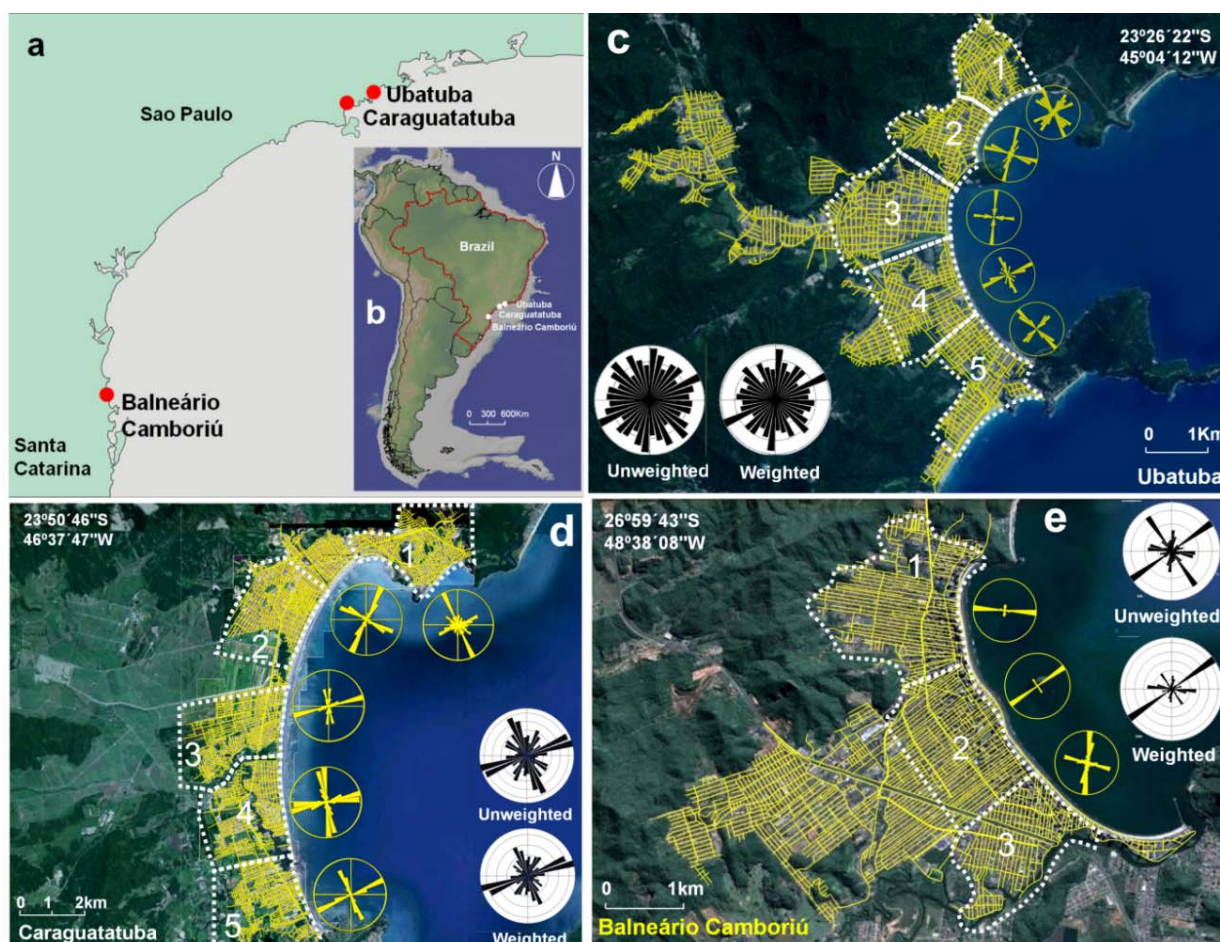 a
Sao Paulo
Ubatuba
Caraguatatuba
Balneário
Camboriú
Santa
Catarina
b
N
Brazil
Ubatuba
Caraguatatuba
Balneário Camboriú
0 300 600Km
c
23º26´22"S
45º04´12"W
1
2
3
4
5
Unweighted
Weighted
0 1Km
Ubatuba
23º50´46"S
46º37´47"W
d
1
2
3
4
5
Unweighted
Weighted
0 1 2km
Caraguatatuba
26º59´43"S
48º38´08"W
e
1
2
3
Unweighted
Weighted
0 1km
Balneário Camboriú